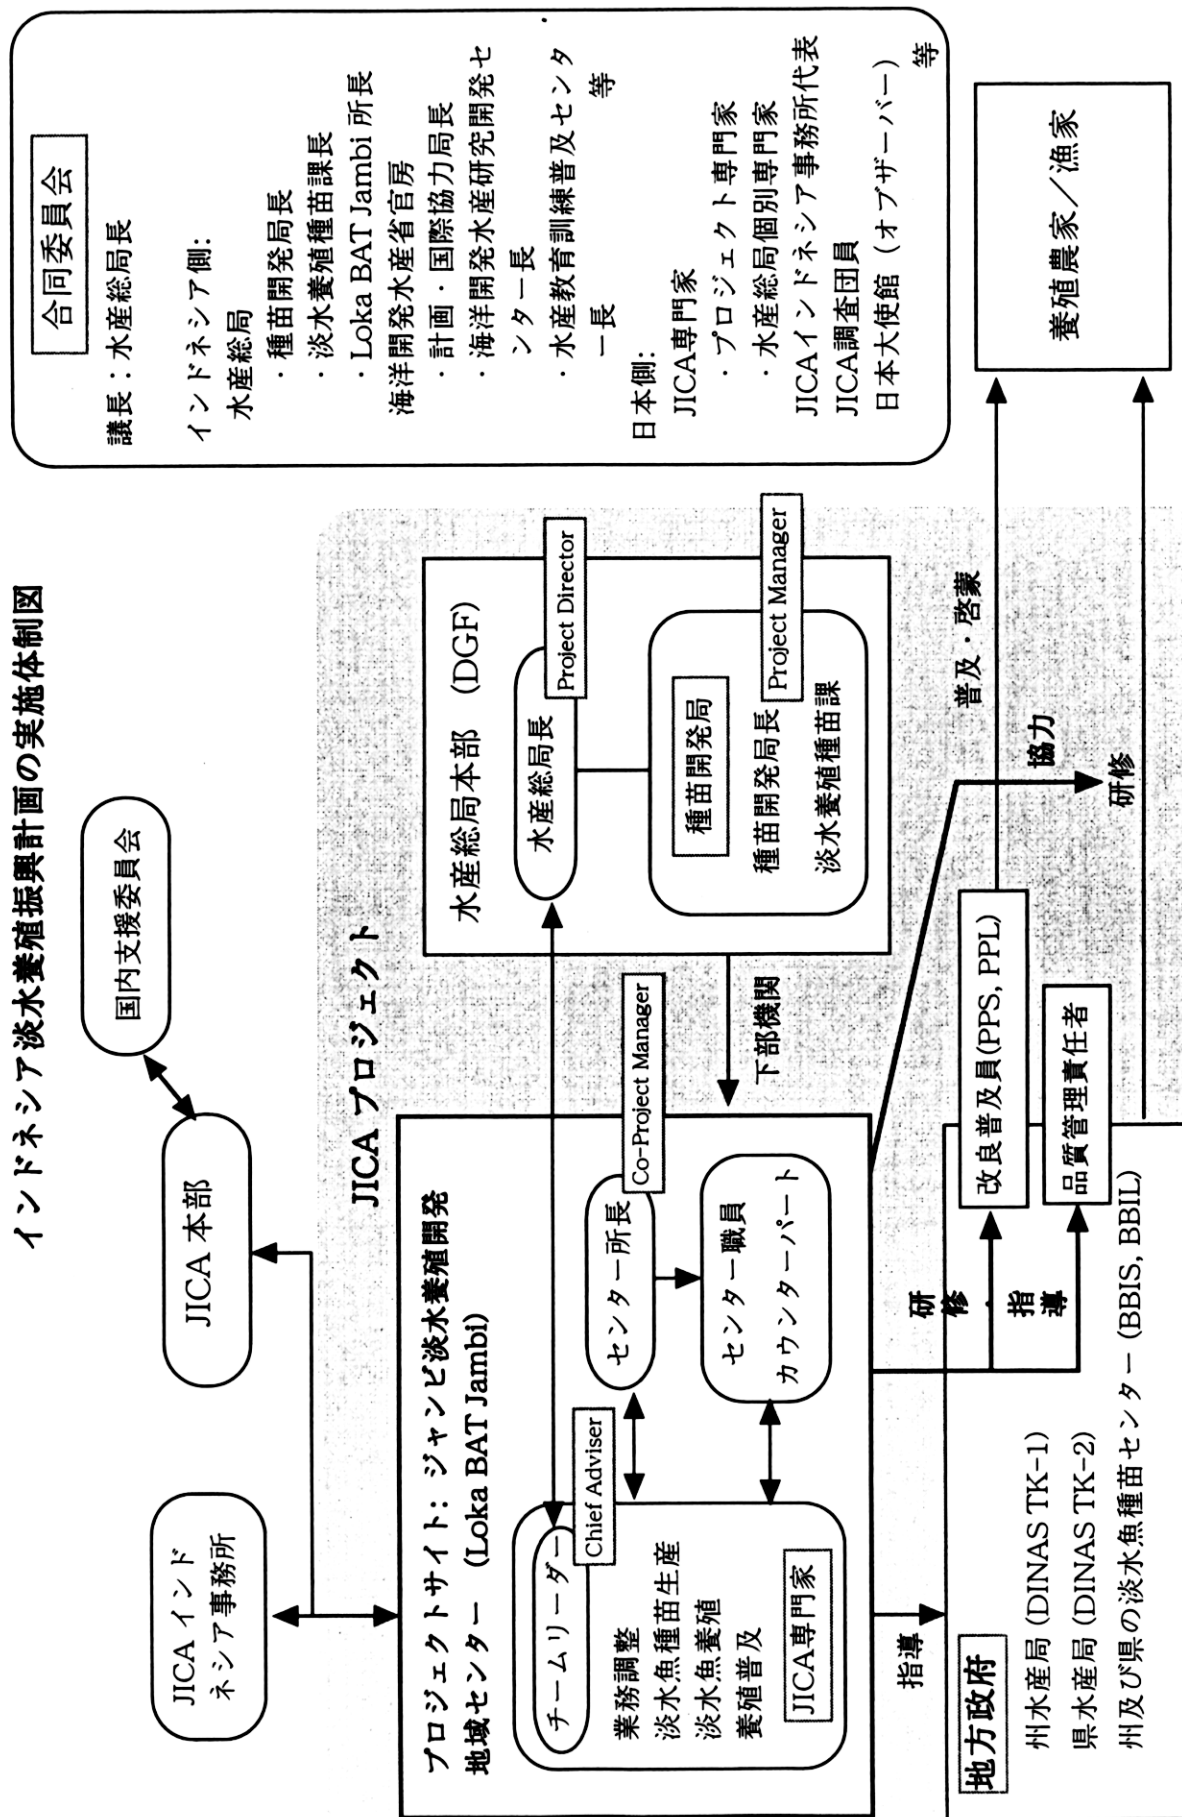 インドネシア淡水養殖振興計画の実施体制図
国内支援委員会
JICA 本部
JICA インド
ネシア事務所
合同委員会
議長：水産総局長
インドネシア側:
水産総局
・種苗開発局長
・淡水養殖種苗課長
・Loka BAT Jambi 所長
海洋開発水産省官房
・計画・国際協力局長
・海洋開発水産研究開発セ
ンター長
・水産教育訓練普及センタ
ー長 等
日本側:
JICA専門家
・プロジェクト専門家
・水産総局個別専門家
JICAインドネシア事務所代表
JICA調査団員
日本大使館（オブザーバー）
等
JICA プロジェクト
プロジェクトサイト: ジャンビ淡水養殖開発
地域センター （Loka BAT Jambi）
チームリーダー
Chief Adviser
業務調整
淡水魚種苗生産
淡水魚養殖
養殖普及
JICA専門家
センター所長
Co-Project Manager
センター職員
カウンターパート
水産総局本部 （DGF）
水産総局長
Project Director
種苗開発局
種苗開発局長
Project Manager
淡水養殖種苗課
下部機関
指導
研修・指導
普及・啓蒙
協力
研修
改良普及員(PPS, PPL)
品質管理責任者
養殖農家／漁家
地方政府
州水産局 (DINAS TK-1)
県水産局 (DINAS TK-2)
州及び県の淡水魚種苗センター (BBIS, BBIL)